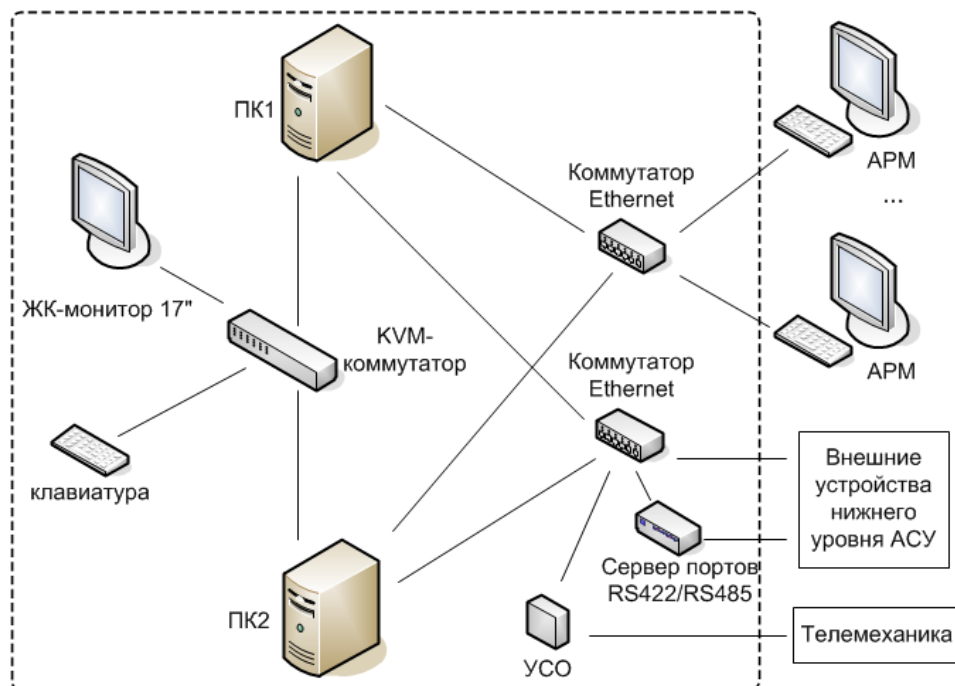 ПК1
АРМ
...
Коммутатор
Ethernet
АРМ
ЖК-монитор 17"
KVM-
коммутатор
Коммутатор
Ethernet
клавиатура
Внешние
устройства
нижнего
уровня АСУ
Сервер портов
RS422/RS485
ПК2
УСО
Телемеханика